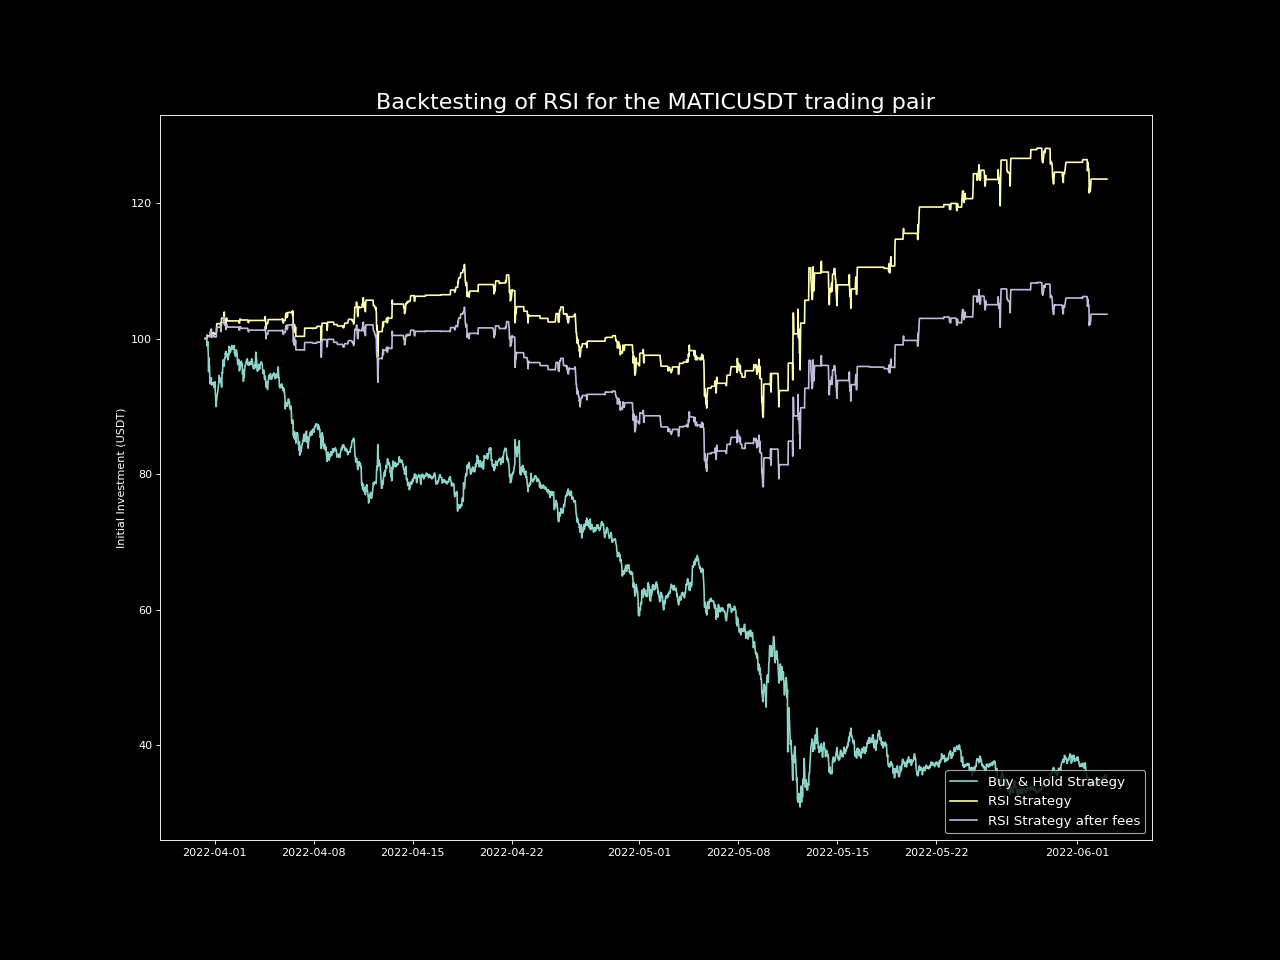 Backtesting of RSI for the MATICUSDT trading pair
Initial Investment (USDT)
120
100
80
60
40
2022-04-01 2022-04-08 2022-04-15 2022-04-22 2022-05-01 2022-05-08 2022-05-15 2022-05-22 2022-06-01
Buy & Hold Strategy
RSI Strategy
RSI Strategy after fees